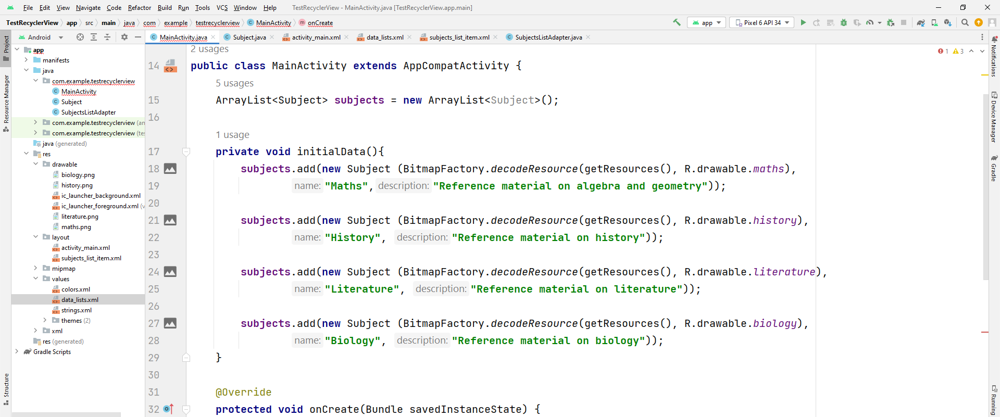 File Edit View Navigate Code Refactor Build Run Tools VCS Window Help TestRecyclerView - MainActivity.java [TestRecyclerView.app.main]
TestRecyclerView app src main java com example testrecyclerview MainActivity onCreate app Pixel 6 API 34
Android MainActivity.java Subject.java activity_main.xml data_lists.xml subjects_list_item.xml SubjectsListAdapter.java
Project
Resource Manager
Structure
app
manifests
java
com.example.testrecyclerview
MainActivity
Subject
SubjectsListAdapter
com.example.testrecyclerview (an
com.example.testrecyclerview (tes
java (generated)
res
drawable
biology.png
history.png
ic_launcher_background.xml
ic_launcher_foreground.xml (v
literature.png
maths.png
layout
activity_main.xml
subjects_list_item.xml
mipmap
values
colors.xml
data_lists.xml
strings.xml
themes (2)
xml
res (generated)
Gradle Scripts
2 usages
14 public class MainActivity extends AppCompatActivity {
5 usages
15 ArrayList<Subject> subjects = new ArrayList<Subject>();
16
1 usage
17 private void initialData(){
18 subjects.add(new Subject (BitmapFactory.decodeResource(getResources(), R.drawable.maths),
19 name: "Maths", description: "Reference material on algebra and geometry"));
20
21 subjects.add(new Subject (BitmapFactory.decodeResource(getResources(), R.drawable.history),
22 name: "History", description: "Reference material on history"));
23
24 subjects.add(new Subject (BitmapFactory.decodeResource(getResources(), R.drawable.literature),
25 name: "Literature", description: "Reference material on literature"));
26
27 subjects.add(new Subject (BitmapFactory.decodeResource(getResources(), R.drawable.biology),
28 name: "Biology", description: "Reference material on biology"));
29 }
30
31 @Override
32 protected void onCreate(Bundle savedInstanceState) {
1 3
Notifications
Device Manager
Gradle
Running